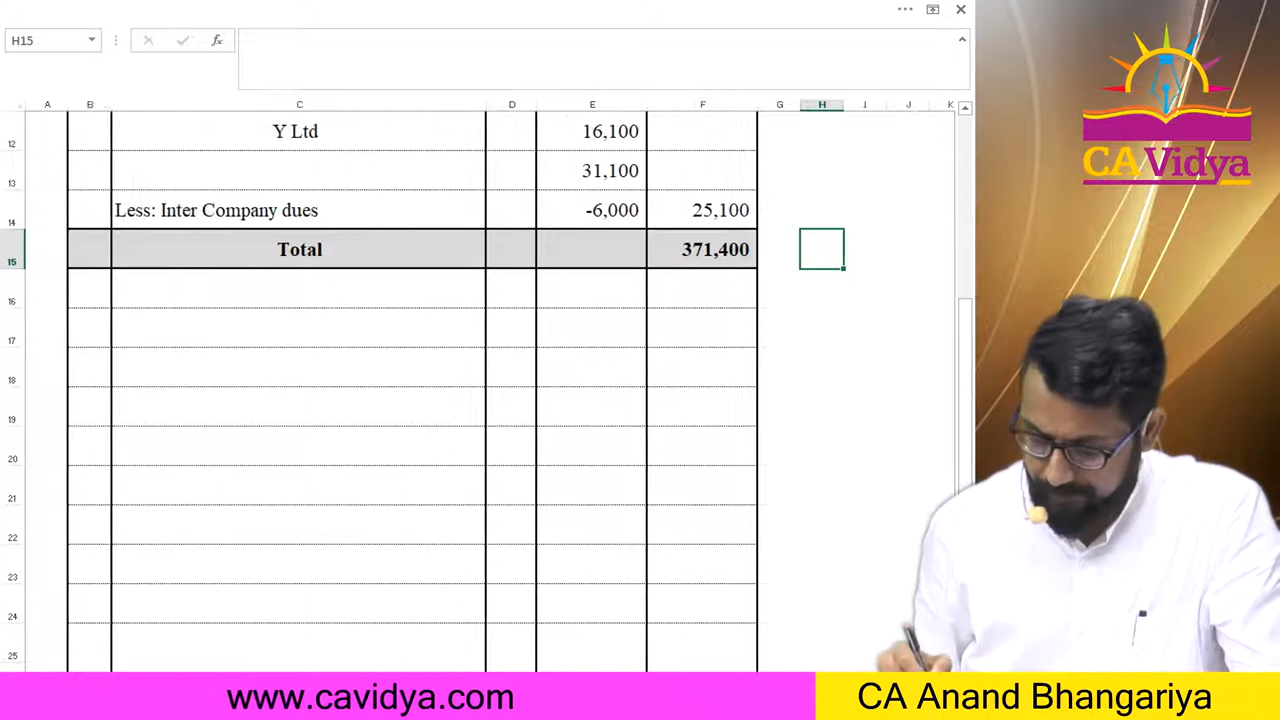 H15
fx
A B C D E F G H I J K
12 Y Ltd 16,100
13 31,100
14 Less: Inter Company dues -6,000 25,100
15 Total 371,400
16
17
18
19
20
21
22
23
24
25
CA Vidya
www.cavidya.com
CA Anand Bhangariya